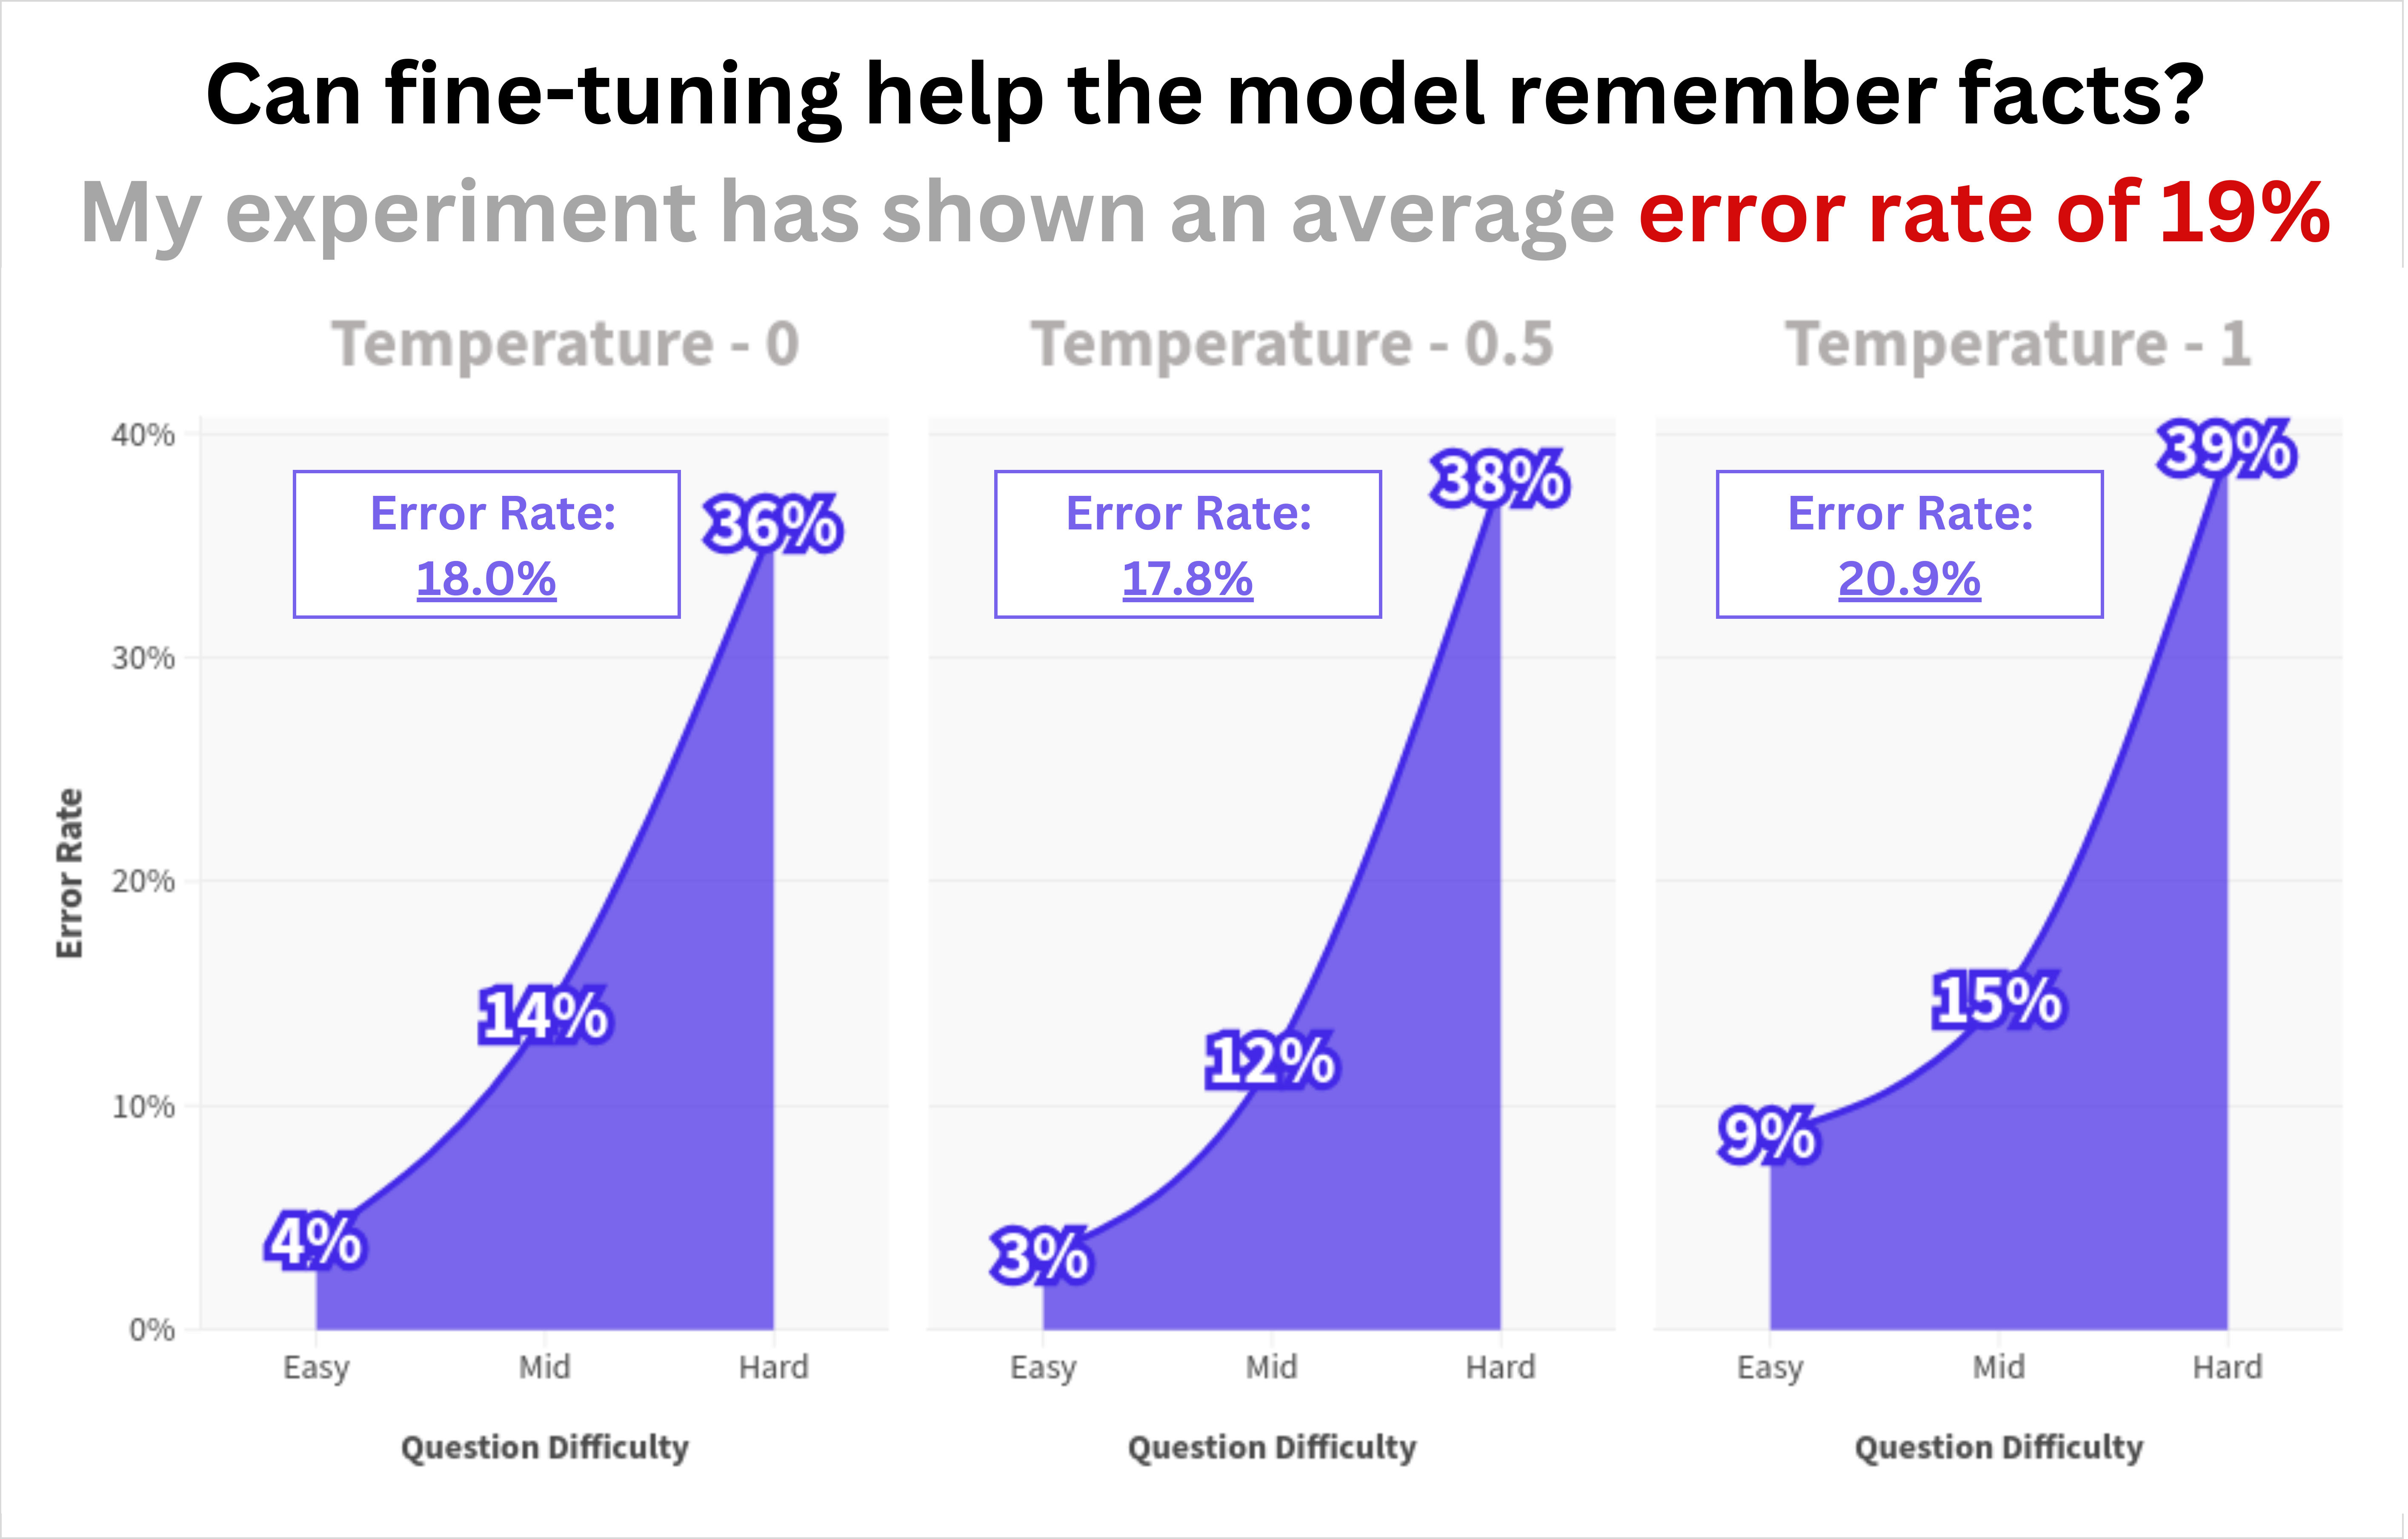 Can fine-tuning help the model remember facts?
My experiment has shown an average error rate of 19%
Temperature - 0
Temperature - 0.5
Temperature - 1
Error Rate
40%
30%
20%
10%
0%
Error Rate:
18.0%
36%
14%
4%
Easy
Mid
Hard
Question Difficulty
Error Rate:
17.8%
38%
12%
3%
Easy
Mid
Hard
Question Difficulty
Error Rate:
20.9%
39%
15%
9%
Easy
Mid
Hard
Question Difficulty